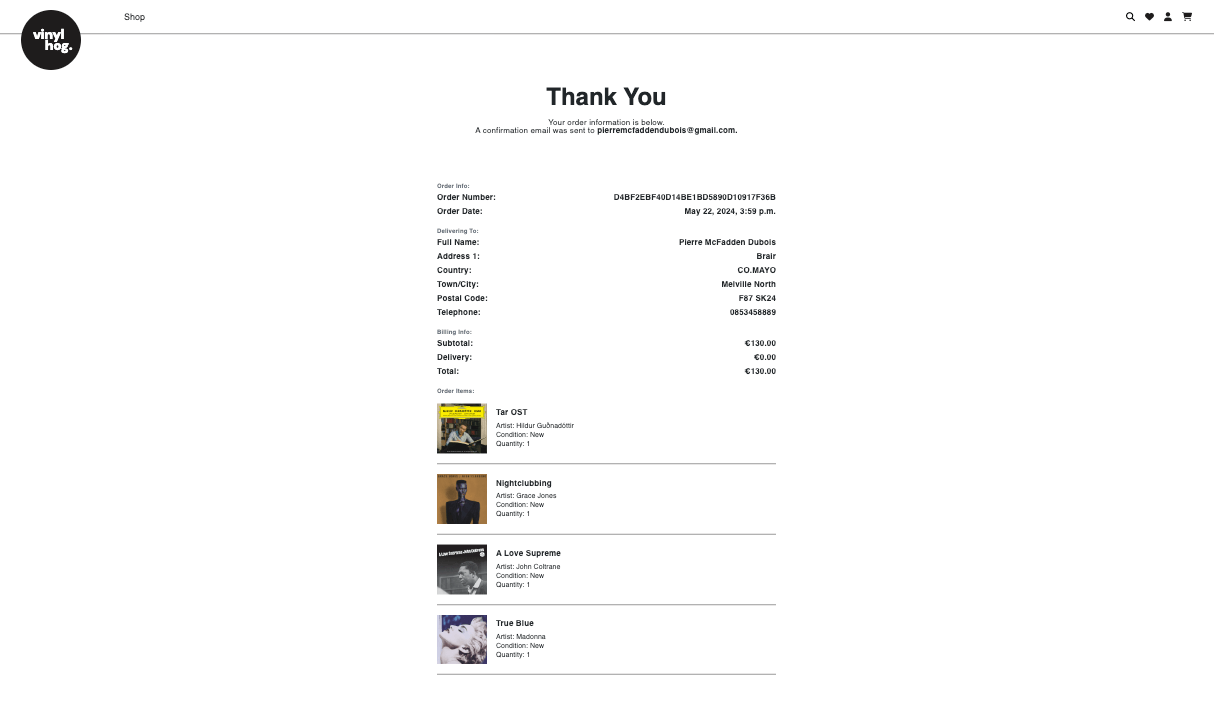 Shop
vinyl
hog.
Thank You
Your order information is below.
A confirmation email was sent to pierremcfaddendubois@gmail.com.
Order Info:
Order Number: D4BF2EBF40D14BE1BD5890D10917F36B
Order Date: May 22, 2024, 3:59 p.m.
Delivering To:
Full Name: Pierre McFadden Dubois
Address 1: Brair
Country: CO.MAYO
Town/City: Melville North
Postal Code: F87 SK24
Telephone: 0853458889
Billing Info:
Subtotal: €130.00
Delivery: €0.00
Total: €130.00
Order Items:
Tar OST
Artist: Hildur Guðnadóttir
Condition: New
Quantity: 1
Nightclubbing
Artist: Grace Jones
Condition: New
Quantity: 1
A LOVE SUPREME/JOHN COLTRANE
A Love Supreme
Artist: John Coltrane
Condition: New
Quantity: 1
True Blue
Artist: Madonna
Condition: New
Quantity: 1